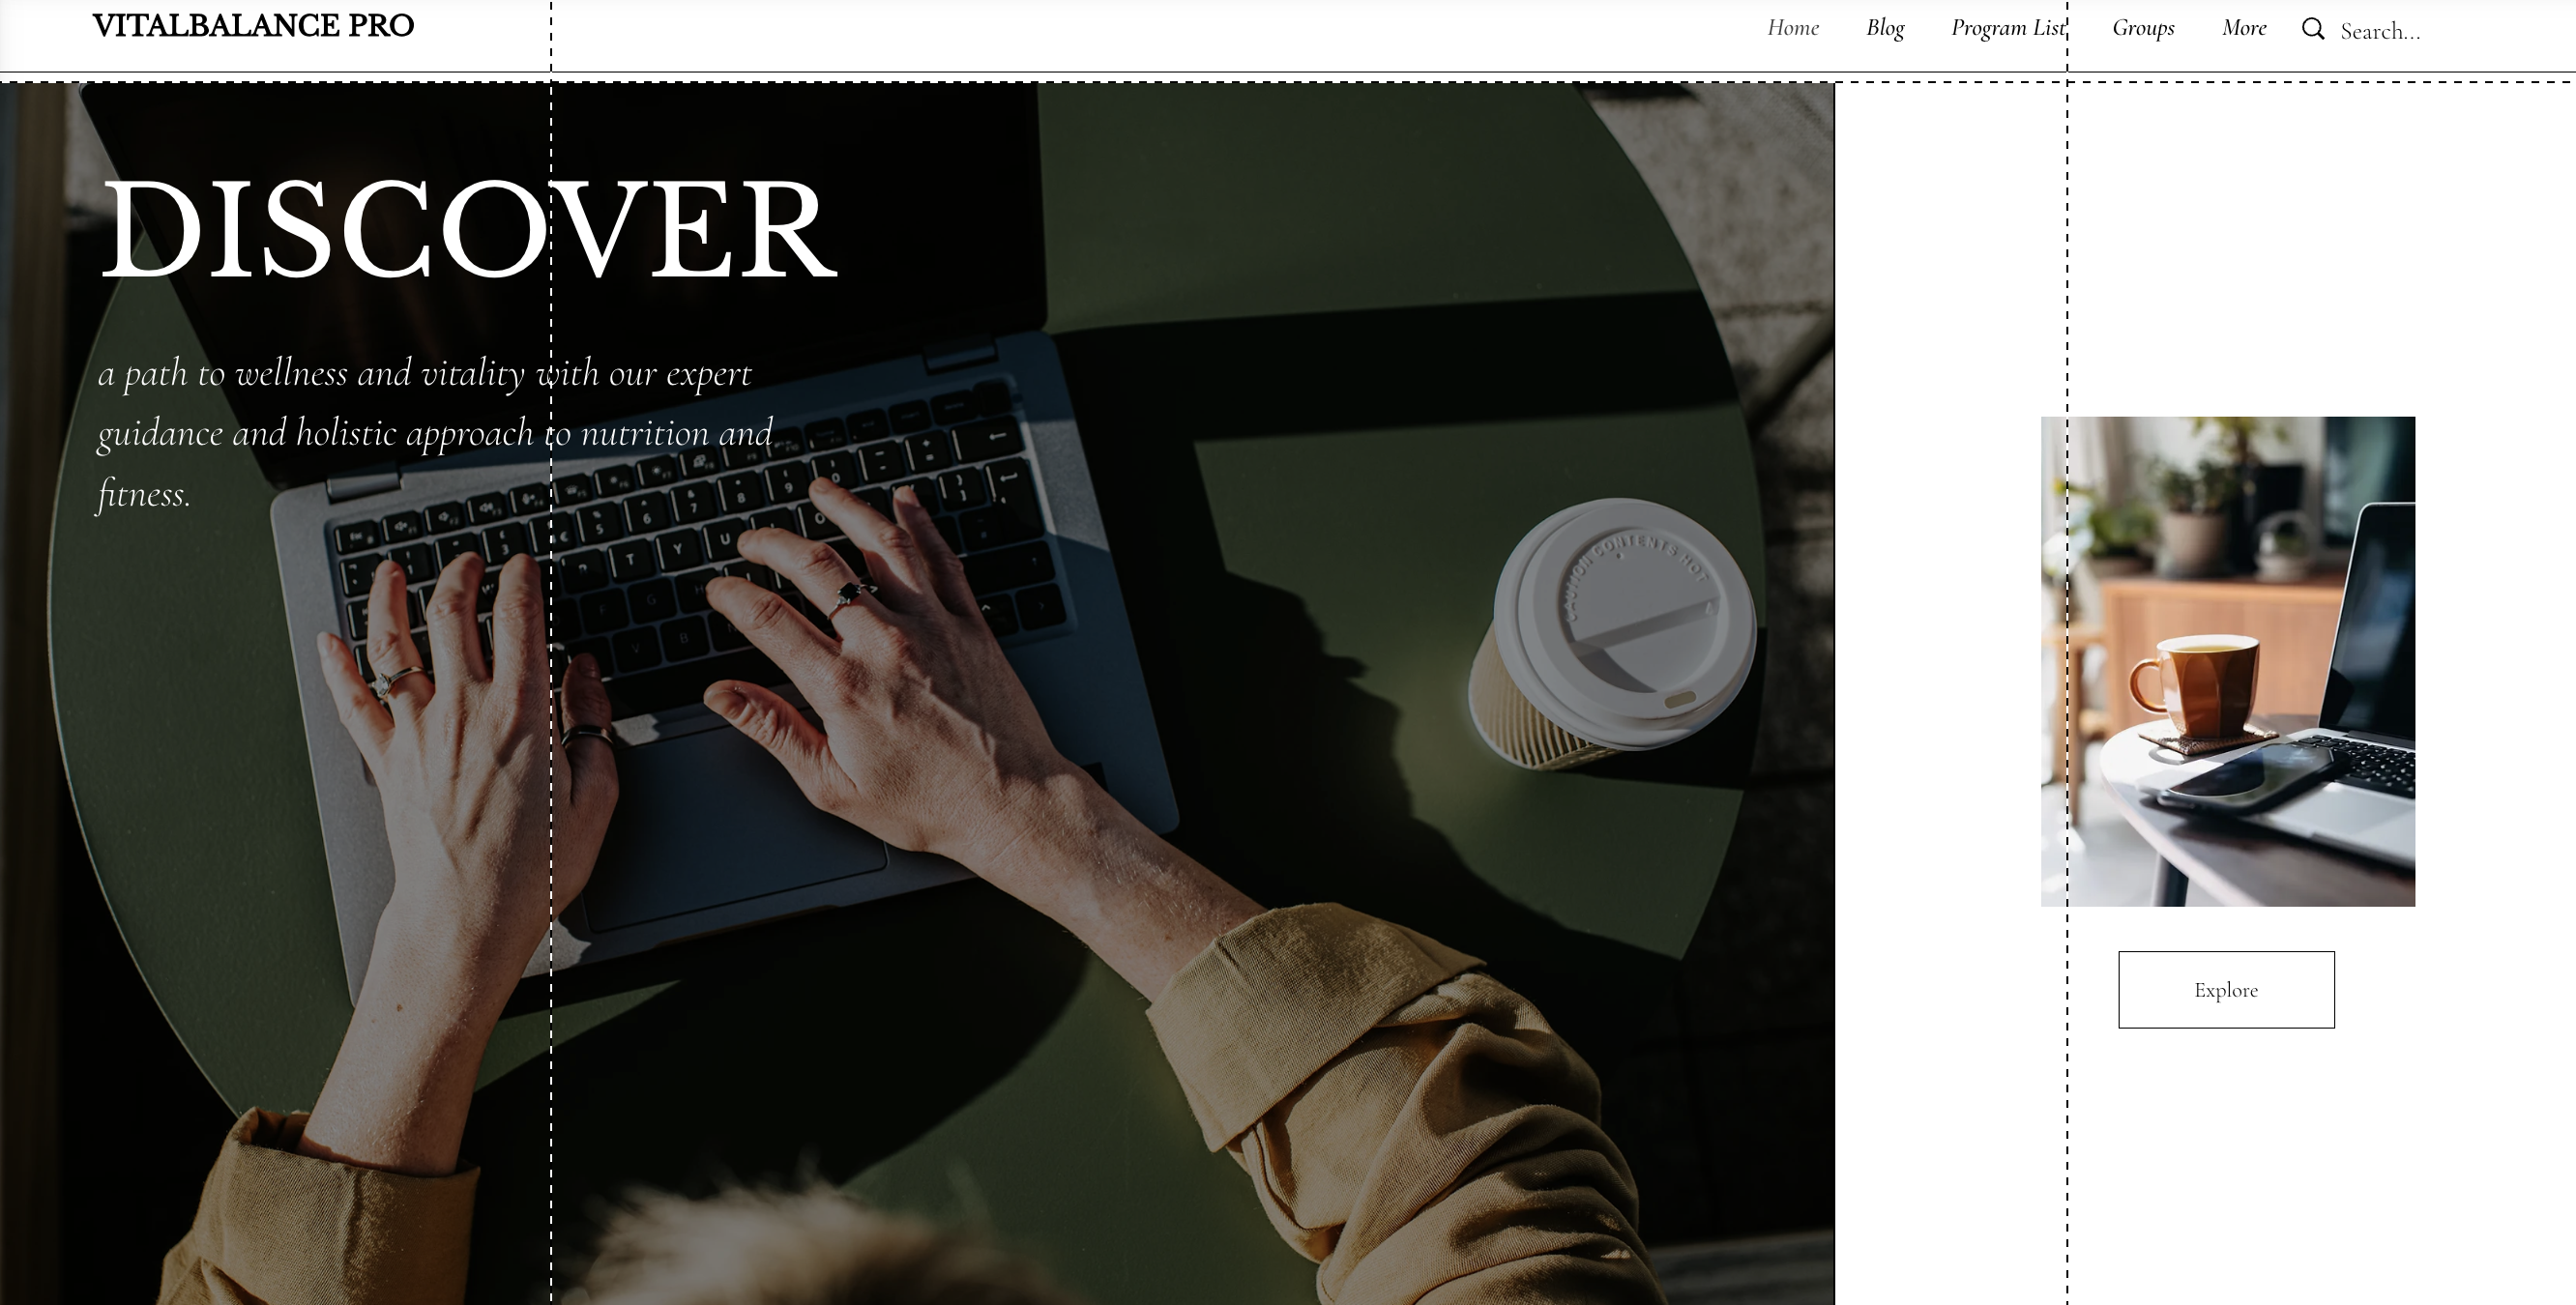 VITALBALANCE PRO
Home Blog Program List Groups More Search...
DISCOVER
a path to wellness and vitality with our expert
guidance and holistic approach to nutrition and
fitness.
CAUTION CONTENTS HOT
Explore